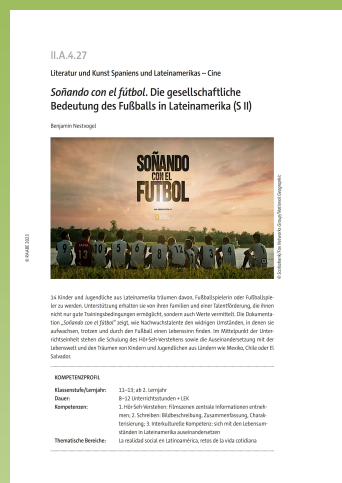 II.A.4.27
Literatur und Kunst Spaniens und Lateinamerikas – Cine
Soñando con el fútbol. Die gesellschaftliche
Bedeutung des Fußballs in Lateinamerika (S II)
Benjamin Nestvogel
SOÑANDO
CON EL
FÚTBOL
9
13
10
5
6
8
12
3
4
© RAABE 2023
14 Kinder und Jugendliche aus Lateinamerika träumen davon, Fußballspielerin oder Fußballspie-
ler zu werden. Unterstützung erhalten sie von ihren Familien und einer Talentförderung, die ihnen
nicht nur gute Trainingsbedingungen ermöglicht, sondern auch Werte vermittelt. Die Dokumenta-
tion „Soñando con el fútbol“ zeigt, wie Nachwuchstalente den widrigen Umständen, in denen sie
aufwachsen, trotzen und durch den Fußball einen Lebenssinn finden. Im Mittelpunkt der Unter-
richtseinheit stehen die Schulung des Hör-Seh-Verstehens sowie die Auseinandersetzung mit der
Lebenswelt und den Träumen von Kindern und Jugendlichen aus Ländern wie Mexiko, Chile oder El
Salvador.
KOMPETENZPROFIL
Klassenstufe/Lernjahr: 11–13; ab 2. Lernjahr
Dauer: 8–12 Unterrichtsstunden + LEK
Kompetenzen: 1. Hör-Seh-Verstehen: Filmszenen zentrale Informationen entneh-
men; 2. Schreiben: Bildbeschreibung, Zusammenfassung, Charak-
terisierung; 3. Interkulturelle Kompetenz: sich mit den Lebensum-
ständen in Lateinamerika auseinandersetzen
Thematische Bereiche: La realidad social en Latinoamérica, retos de la vida cotidiana